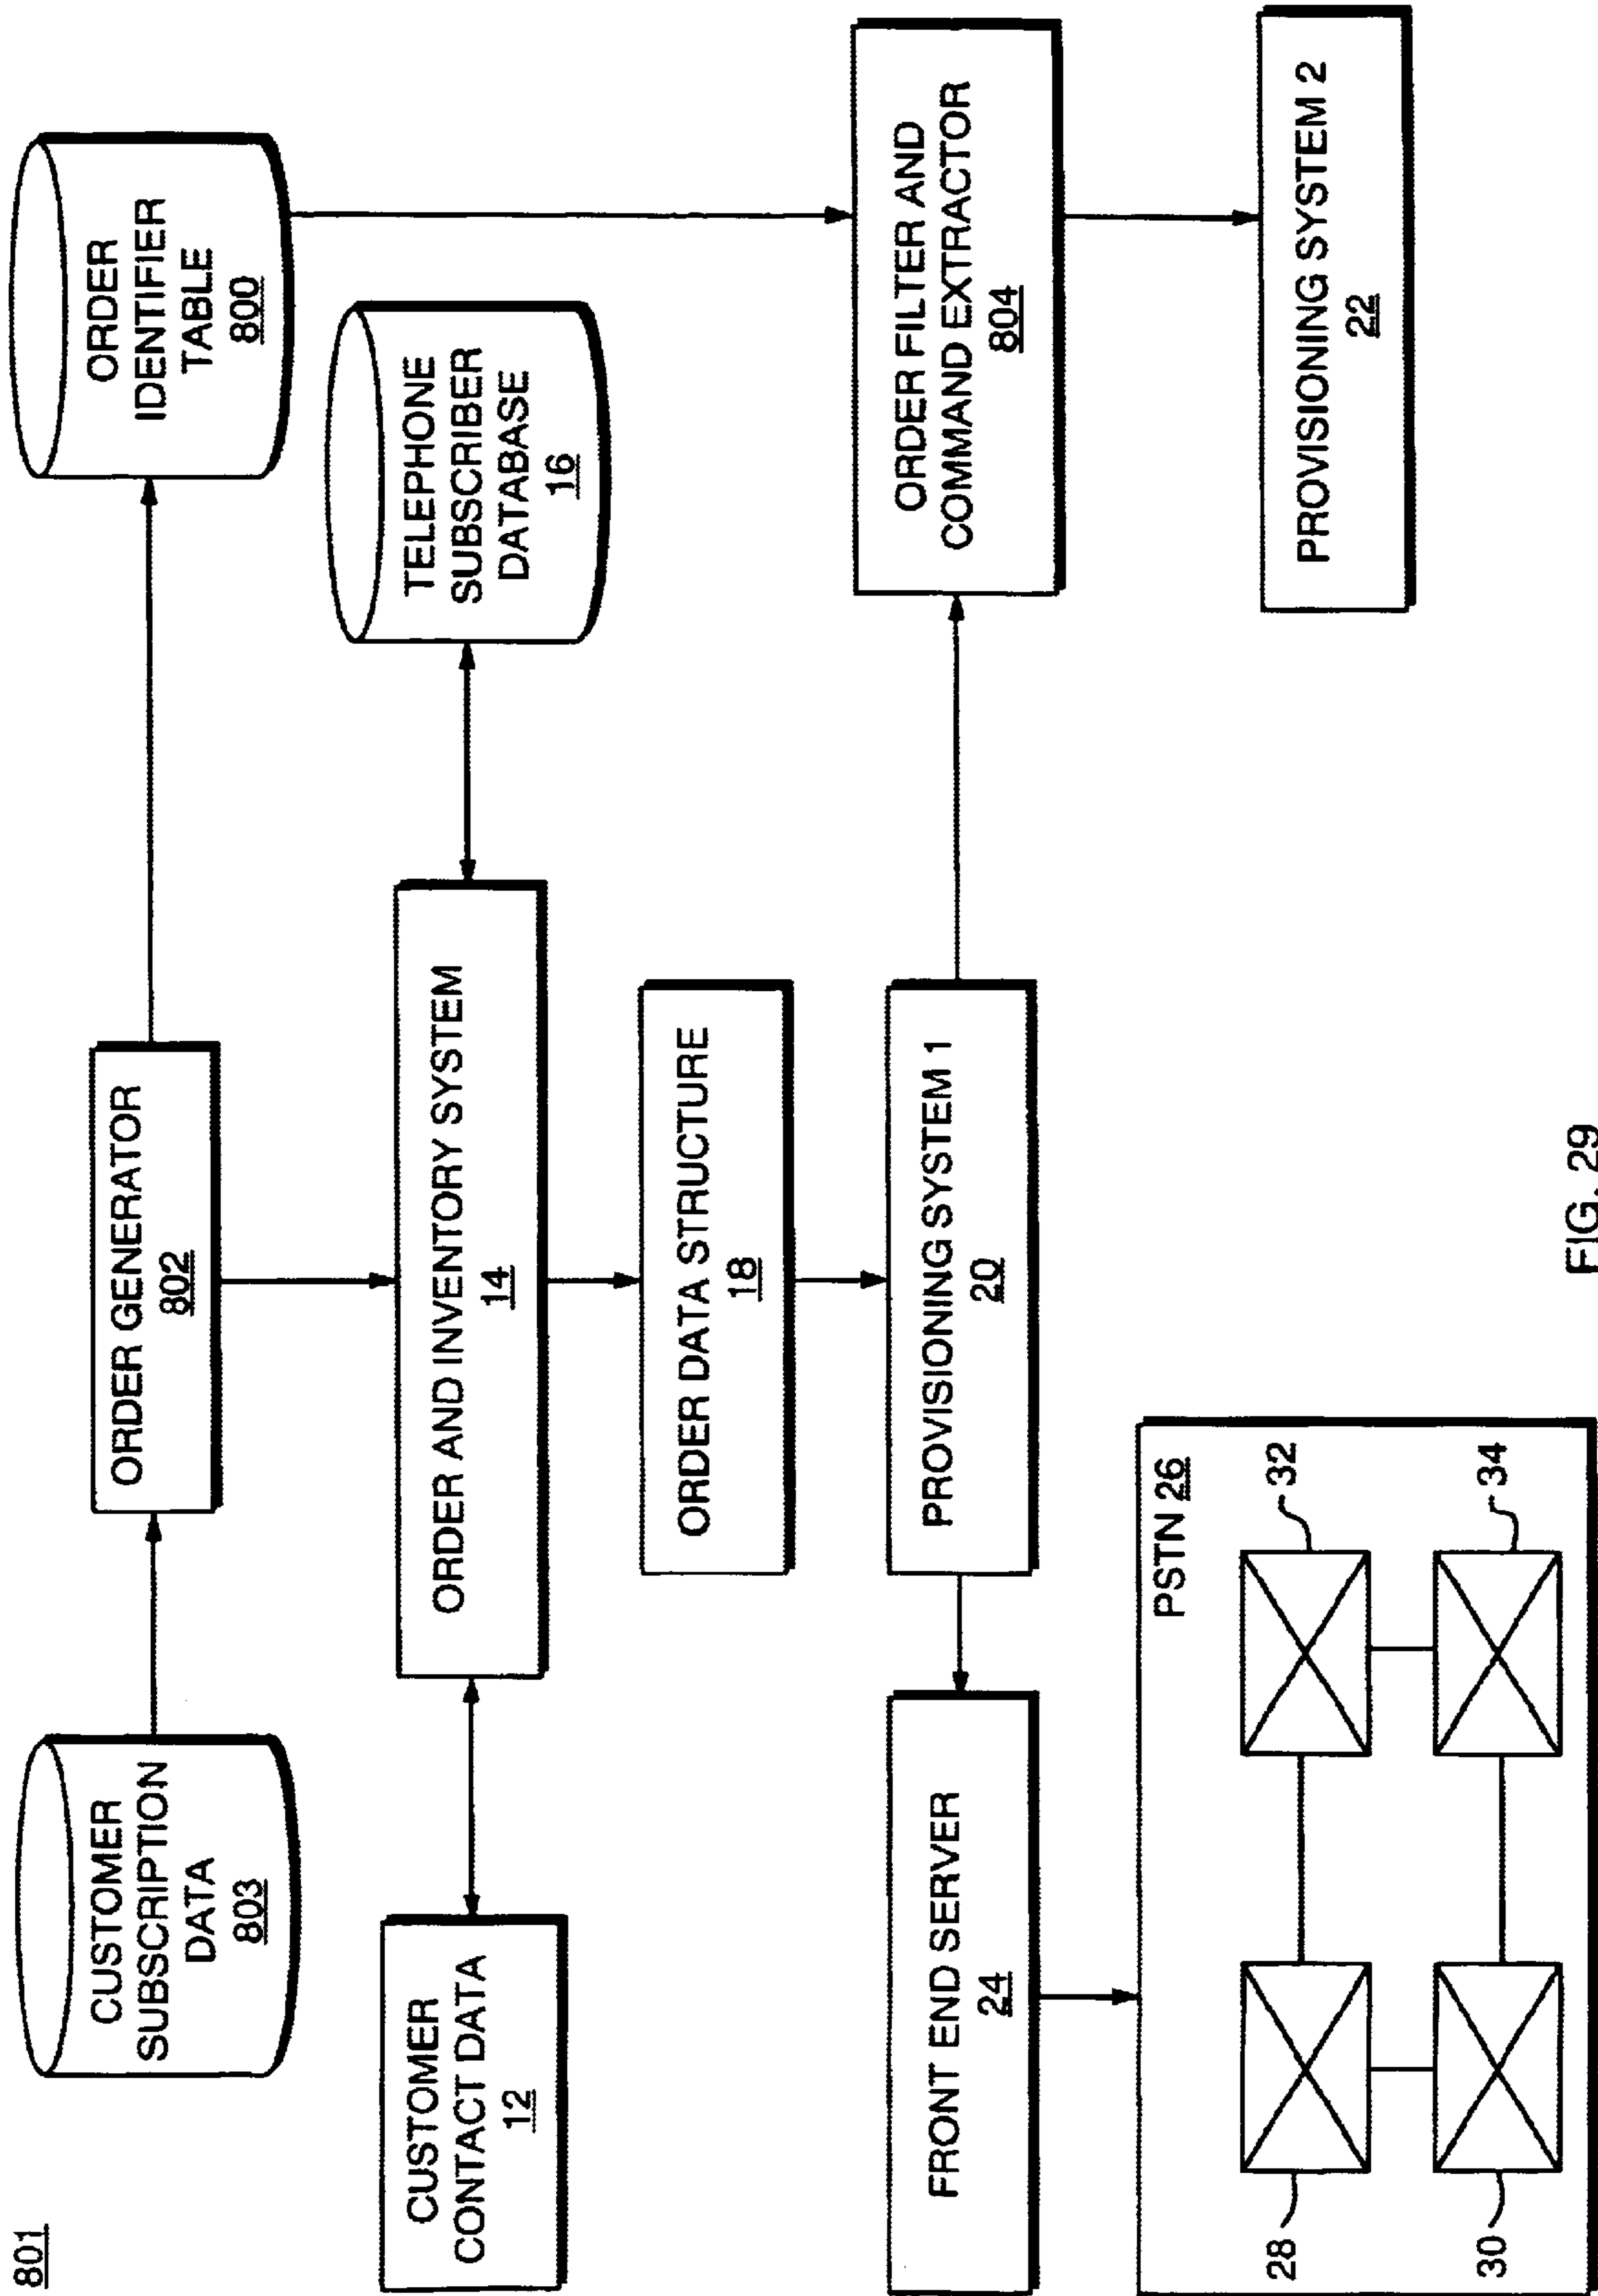 801
CUSTOMER
SUBSCRIPTION
DATA
803
ORDER GENERATOR
802
ORDER
IDENTIFIER
TABLE
800
CUSTOMER
CONTACT DATA
12
ORDER AND INVENTORY SYSTEM
14
TELEPHONE
SUBSCRIBER
DATABASE
16
ORDER DATA STRUCTURE
18
FRONT END SERVER
24
PROVISIONING SYSTEM 1
20
ORDER FILTER AND
COMMAND EXTRACTOR
804
PROVISIONING SYSTEM 2
22
PSTN 26
28
32
30
34
FIG. 29